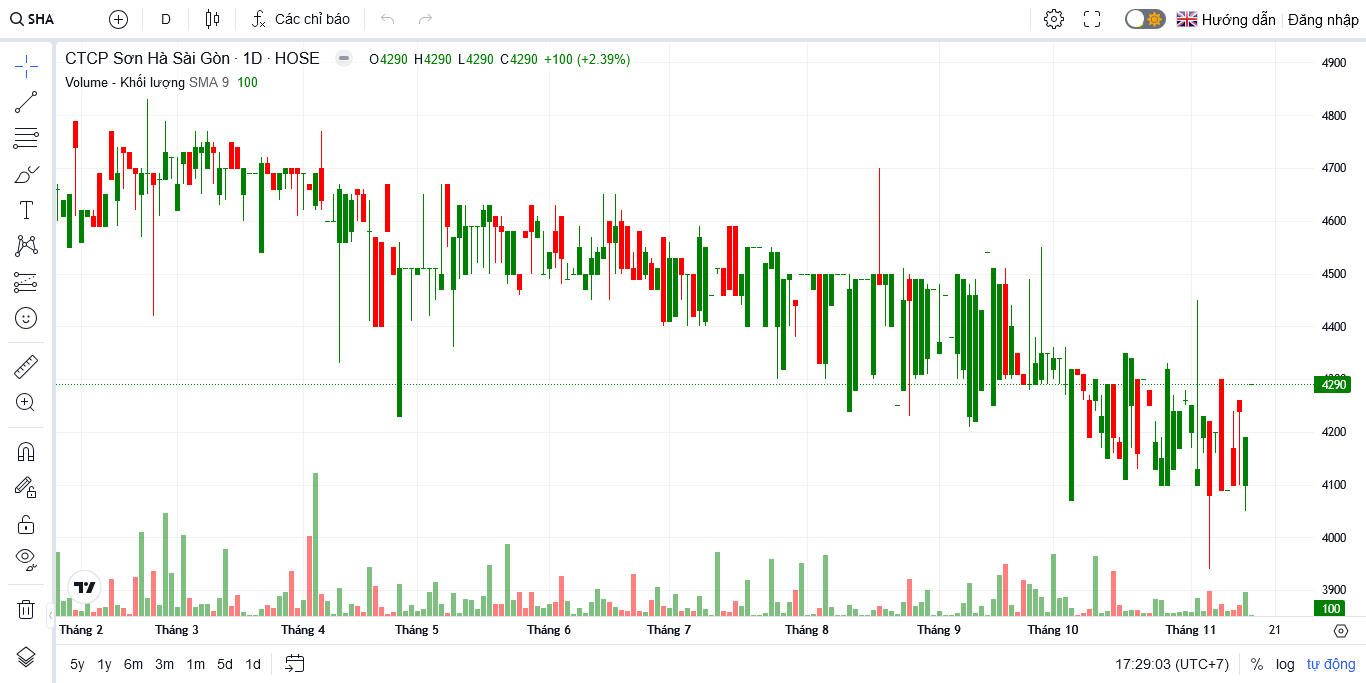 SHA D Các chỉ báo Hướng dẫn Đăng nhập
CTCP Sơn Hà Sài Gòn · 1D · HOSE O4290 H4290 L4290 C4290 +100 (+2.39%)
Volume - Khối lượng SMA 9 100
4900
4800
4700
4600
4500
4400
4290
4200
4100
4000
3900
100
Tháng 2 Tháng 3 Tháng 4 Tháng 5 Tháng 6 Tháng 7 Tháng 8 Tháng 9 Tháng 10 Tháng 11 21
5y 1y 6m 3m 1m 5d 1d 17:29:03 (UTC+7) % log tự động